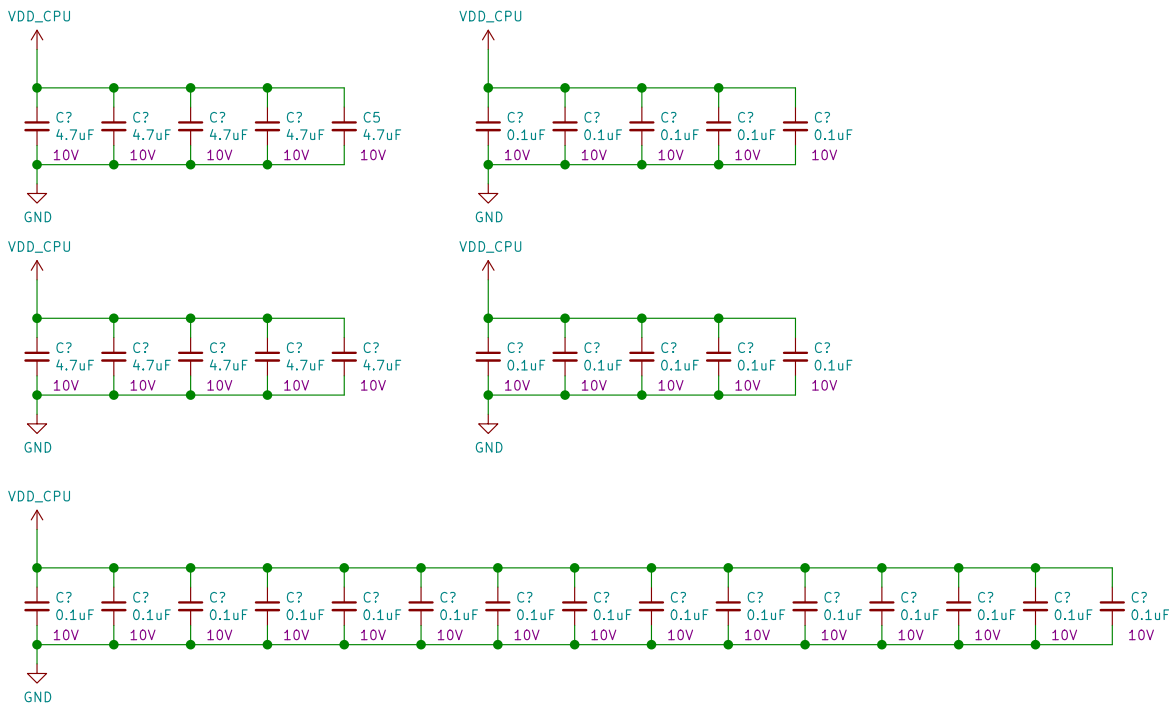 VDD_CPU VDD_CPU
C? C? C? C? C5 C? C? C? C? C?
4.7uF 4.7uF 4.7uF 4.7uF 4.7uF 0.1uF 0.1uF 0.1uF 0.1uF 0.1uF
10V 10V 10V 10V 10V 10V 10V 10V 10V 10V
GND GND
VDD_CPU VDD_CPU
C? C? C? C? C? C? C? C? C? C?
4.7uF 4.7uF 4.7uF 4.7uF 4.7uF 0.1uF 0.1uF 0.1uF 0.1uF 0.1uF
10V 10V 10V 10V 10V 10V 10V 10V 10V 10V
GND GND
VDD_CPU
C? C? C? C? C? C? C? C? C? C? C? C? C? C? C?
0.1uF 0.1uF 0.1uF 0.1uF 0.1uF 0.1uF 0.1uF 0.1uF 0.1uF 0.1uF 0.1uF 0.1uF 0.1uF 0.1uF 0.1uF
10V 10V 10V 10V 10V 10V 10V 10V 10V 10V 10V 10V 10V 10V 10V
GND